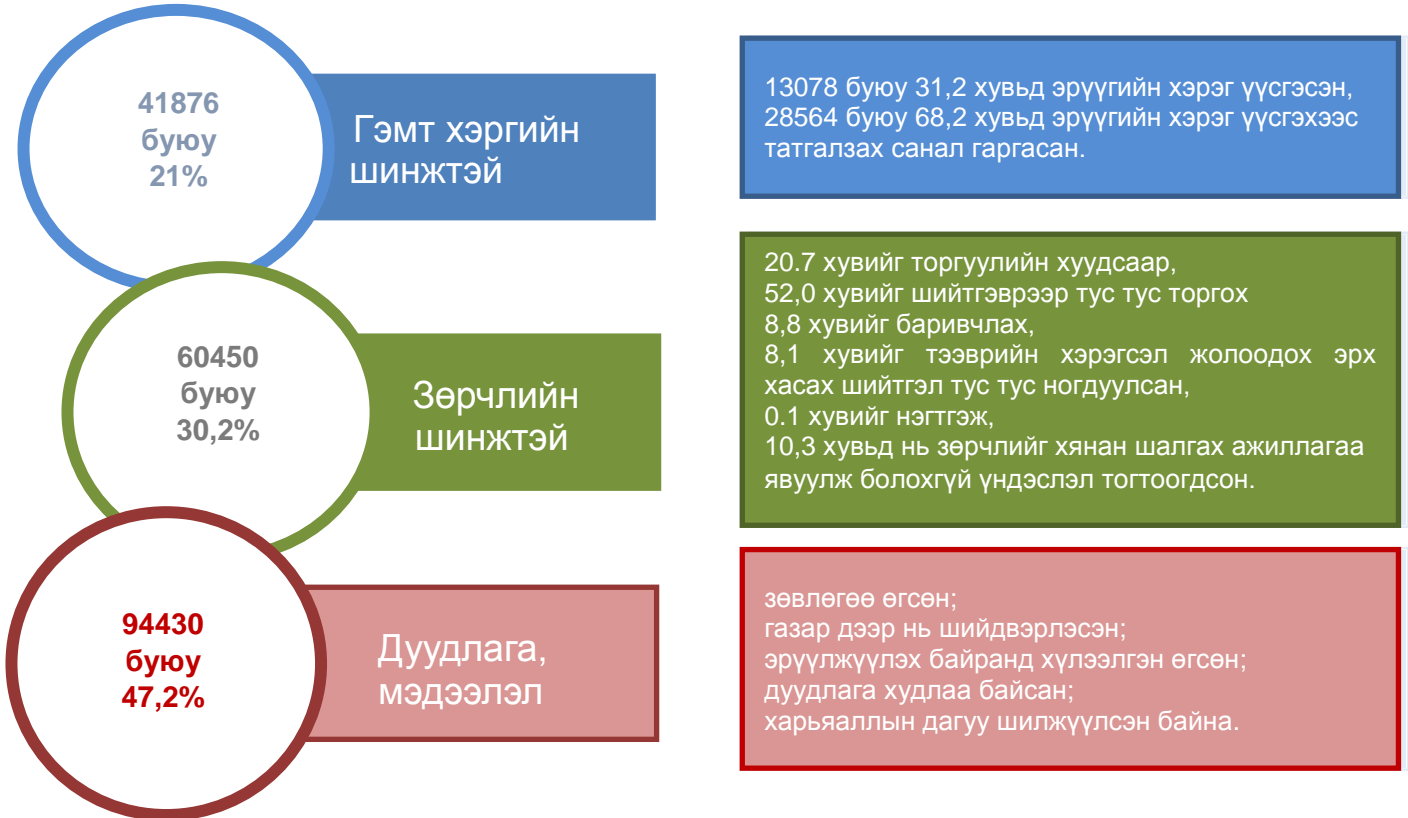 41876
буюу
21%
Гэмт хэргийн
шинжтэй
13078 буюу 31,2 хувьд эрүүгийн хэрэг үүсгэсэн,
28564 буюу 68,2 хувьд эрүүгийн хэрэг үүсгэхээс
татгалзах санал гаргасан.
60450
буюу
30,2%
Зөрчлийн
шинжтэй
20.7 хувийг торгуулийн хуудсаар,
52,0 хувийг шийтгэврээр тус тус торгох
8,8 хувийг баривчлах,
8,1 хувийг тээврийн хэрэгсэл жолоодох эрх
хасах шийтгэл тус тус ногдуулсан,
0.1 хувийг нэгтгэж,
10,3 хувьд нь зөрчлийг хянан шалгах ажиллагаа
явуулж болохгүй үндэслэл тогтоогдсон.
94430
буюу
47,2%
Дуудлага,
мэдээлэл
зөвлөгөө өгсөн;
газар дээр нь шийдвэрлэсэн;
эрүүлжүүлэх байранд хүлээлгэн өгсөн;
дуудлага худлаа байсан;
харьяаллын дагуу шилжүүлсэн байна.